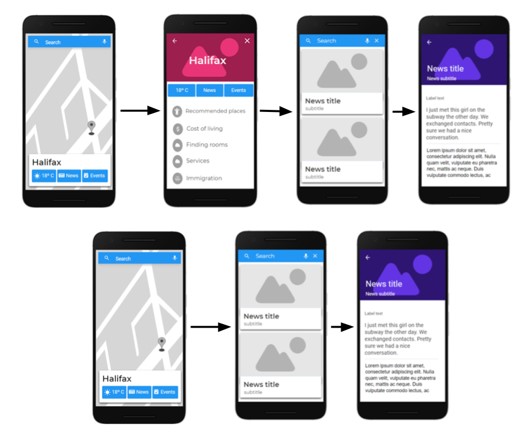 Search
Halifax
18° C News Events
Halifax
18° C News Events
Recommended places
Cost of living
Finding rooms
Services
Immigration
Search
News title
subtitle
News title
subtitle
News title
News subtitle
Label text
I just met this girl on the
subway the other day. We
exchanged contacts. Pretty
sure we had a nice
conversation.
Lorem ipsum dolor sit amet,
consectetur adipiscing elit. Nulla
quam velit, vulputate eu pharetra
nec, mattis ac neque. Duis
vulputate commodo lectus, ac
Search
Halifax
18° C News Events
Search
News title
subtitle
News title
subtitle
News title
News subtitle
Label text
I just met this girl on the
subway the other day. We
exchanged contacts. Pretty
sure we had a nice
conversation.
Lorem ipsum dolor sit amet,
consectetur adipiscing elit. Nulla
quam velit, vulputate eu pharetra
nec, mattis ac neque. Duis
vulputate commodo lectus, ac